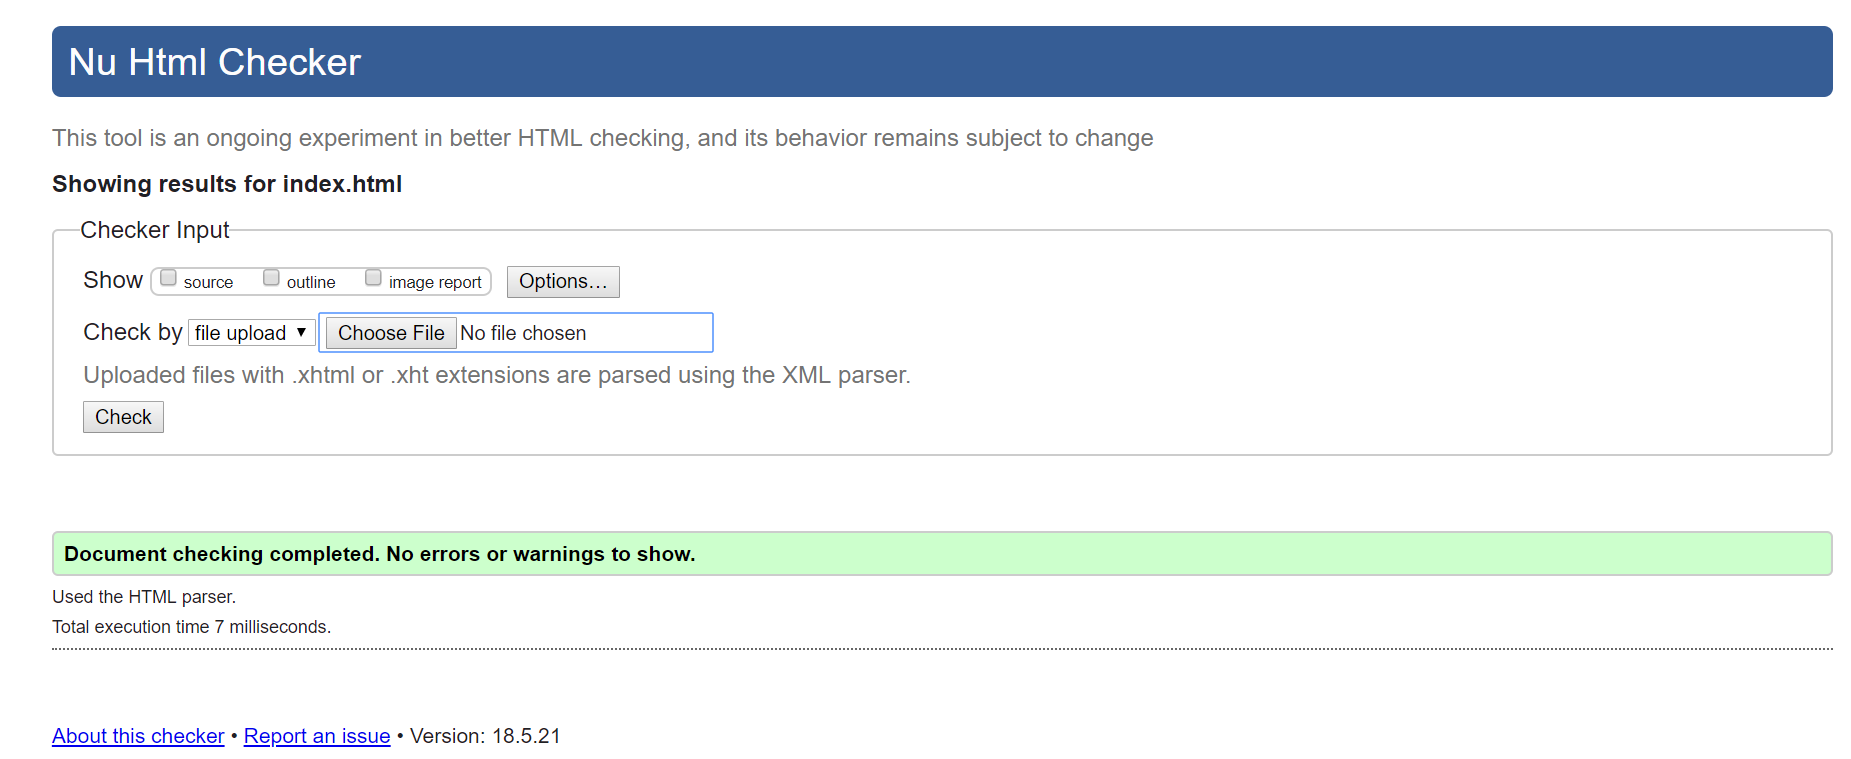 Nu Html Checker
This tool is an ongoing experiment in better HTML checking, and its behavior remains subject to change
Showing results for index.html
Checker Input
Show source outline image report Options...
Check by file upload ▼ Choose File No file chosen
Uploaded files with .xhtml or .xht extensions are parsed using the XML parser.
Check
Document checking completed. No errors or warnings to show.
Used the HTML parser.
Total execution time 7 milliseconds.
About this checker • Report an issue • Version: 18.5.21